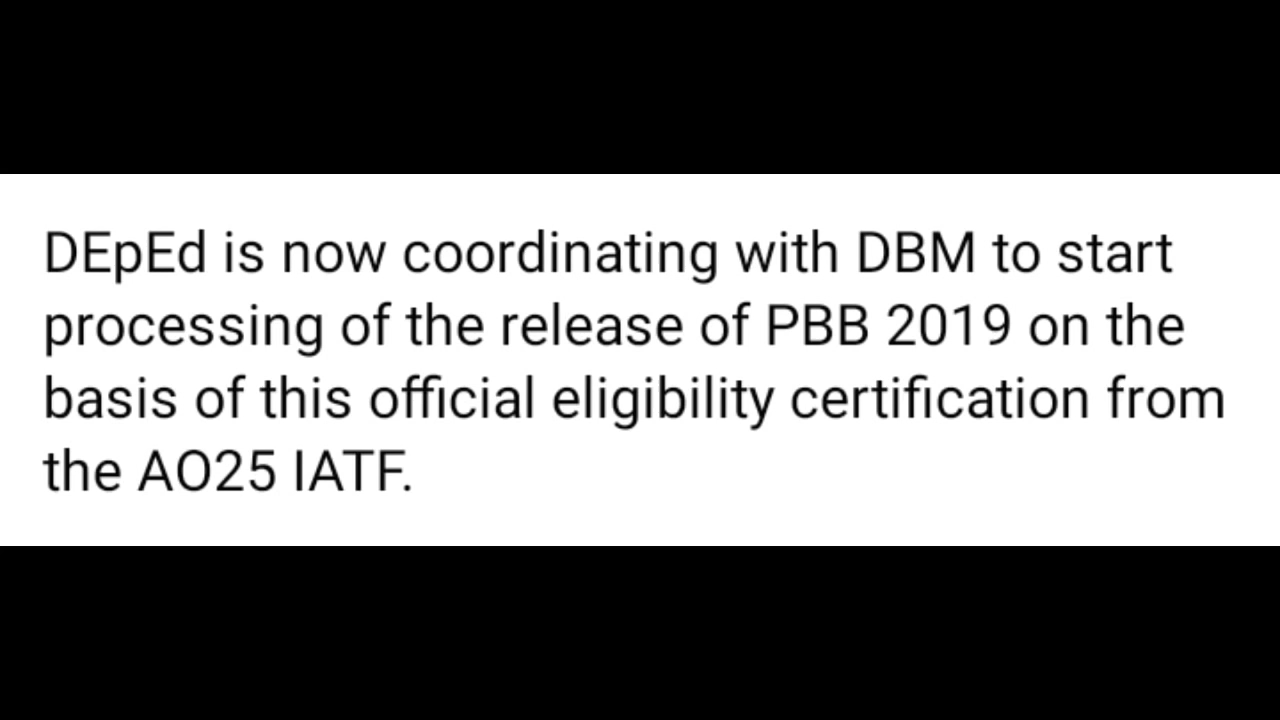 DEpEd is now coordinating with DBM to start
processing of the release of PBB 2019 on the
basis of this official eligibility certification from
the AO25 IATF.